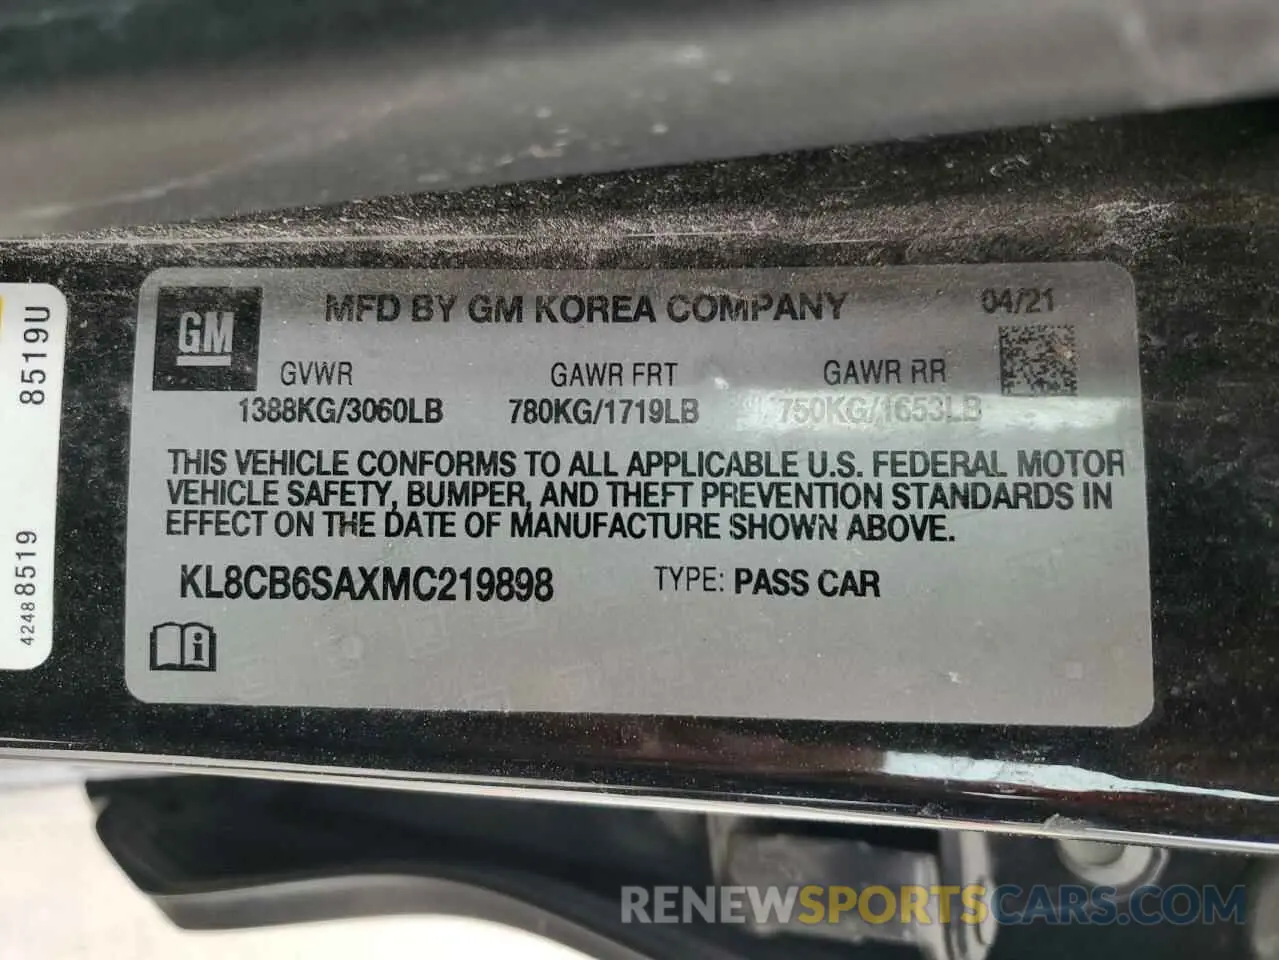 8519U
42488519
GM
MFD BY GM KOREA COMPANY
04/21
GVWR GAWR FRT GAWR RR
1388KG/3060LB 780KG/1719LB 750KG/1653LB
THIS VEHICLE CONFORMS TO ALL APPLICABLE U.S. FEDERAL MOTOR
VEHICLE SAFETY, BUMPER, AND THEFT PREVENTION STANDARDS IN
EFFECT ON THE DATE OF MANUFACTURE SHOWN ABOVE.
KL8CB6SAXMC219898 TYPE: PASS CAR
i
RENEWSPORTSCARS.COM